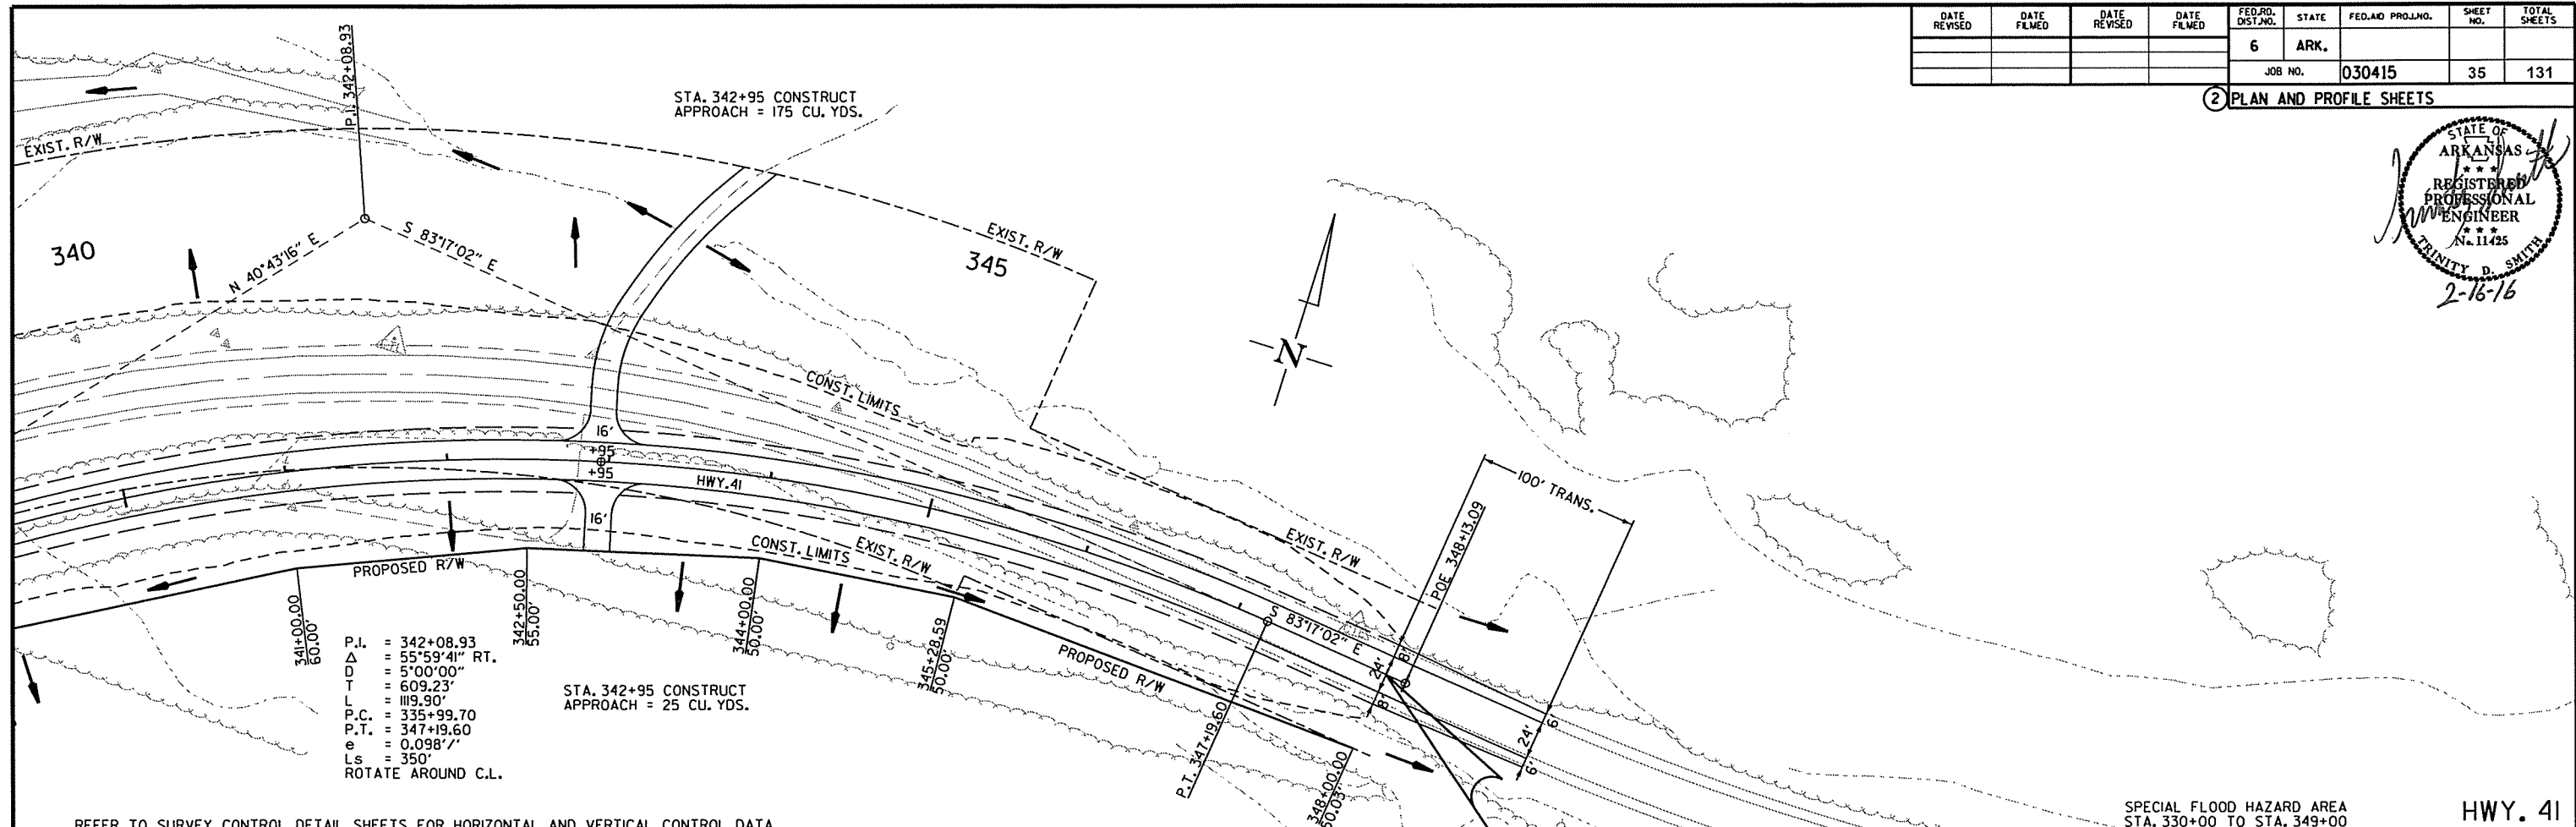 DATE REVISED
DATE FILMED
DATE REVISED
DATE FILMED
FED.RD. DIST.NO.
STATE
FED.AID PROJ.NO.
SHEET NO.
TOTAL SHEETS
6
ARK.
JOB NO.
030415
35
131
2 PLAN AND PROFILE SHEETS
STATE OF
ARKANSAS
★ ★ ★
REGISTERED
PROFESSIONAL
ENGINEER
★ ★ ★
No. 11425
TRINITY D. SMITH
2-16-16
P.I. 342+08.93
STA. 342+95 CONSTRUCT
APPROACH = 175 CU. YDS.
EXIST. R/W
340
N 40°43'16" E
S 83°17'02" E
EXIST. R/W
345
N
CONST. LIMITS
16'
+95
+95
HWY. 41
16'
100' TRANS.
POE 348+13.09
EXIST. R/W
CONST. LIMITS
EXIST. R/W
PROPOSED R/W
S 83°17'02" E
8'
24'
8'
6'
24'
6'
PROPOSED R/W
341+00.00
60.00'
342+50.00
55.00'
344+00.00
50.00'
345+28.59
50.00'
P.T. 347+19.60
348+00.00
50.03'
P.I. = 342+08.93
Δ = 55°59'41" RT.
D = 5°00'00"
T = 609.23'
L = 1119.90'
P.C. = 335+99.70
P.T. = 347+19.60
e = 0.098'/'
Ls = 350'
ROTATE AROUND C.L.
STA. 342+95 CONSTRUCT
APPROACH = 25 CU. YDS.
REFER TO SURVEY CONTROL DETAIL SHEETS FOR HORIZONTAL AND VERTICAL CONTROL DATA
SPECIAL FLOOD HAZARD AREA
STA. 330+00 TO STA. 349+00
HWY. 41